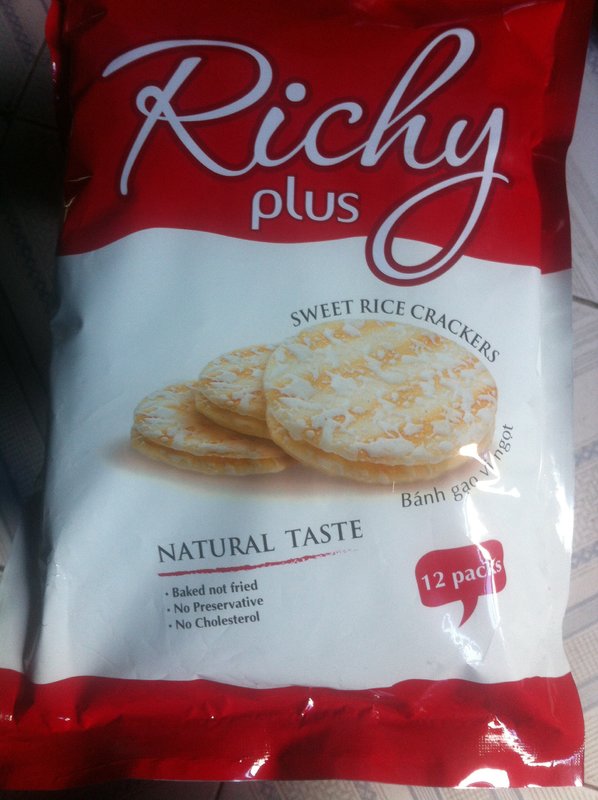 Richy
plus
SWEET RICE CRACKERS
Bánh gạo vị ngọt
NATURAL TASTE
· Baked not fried
· No Preservative
· No Cholesterol
12 packs